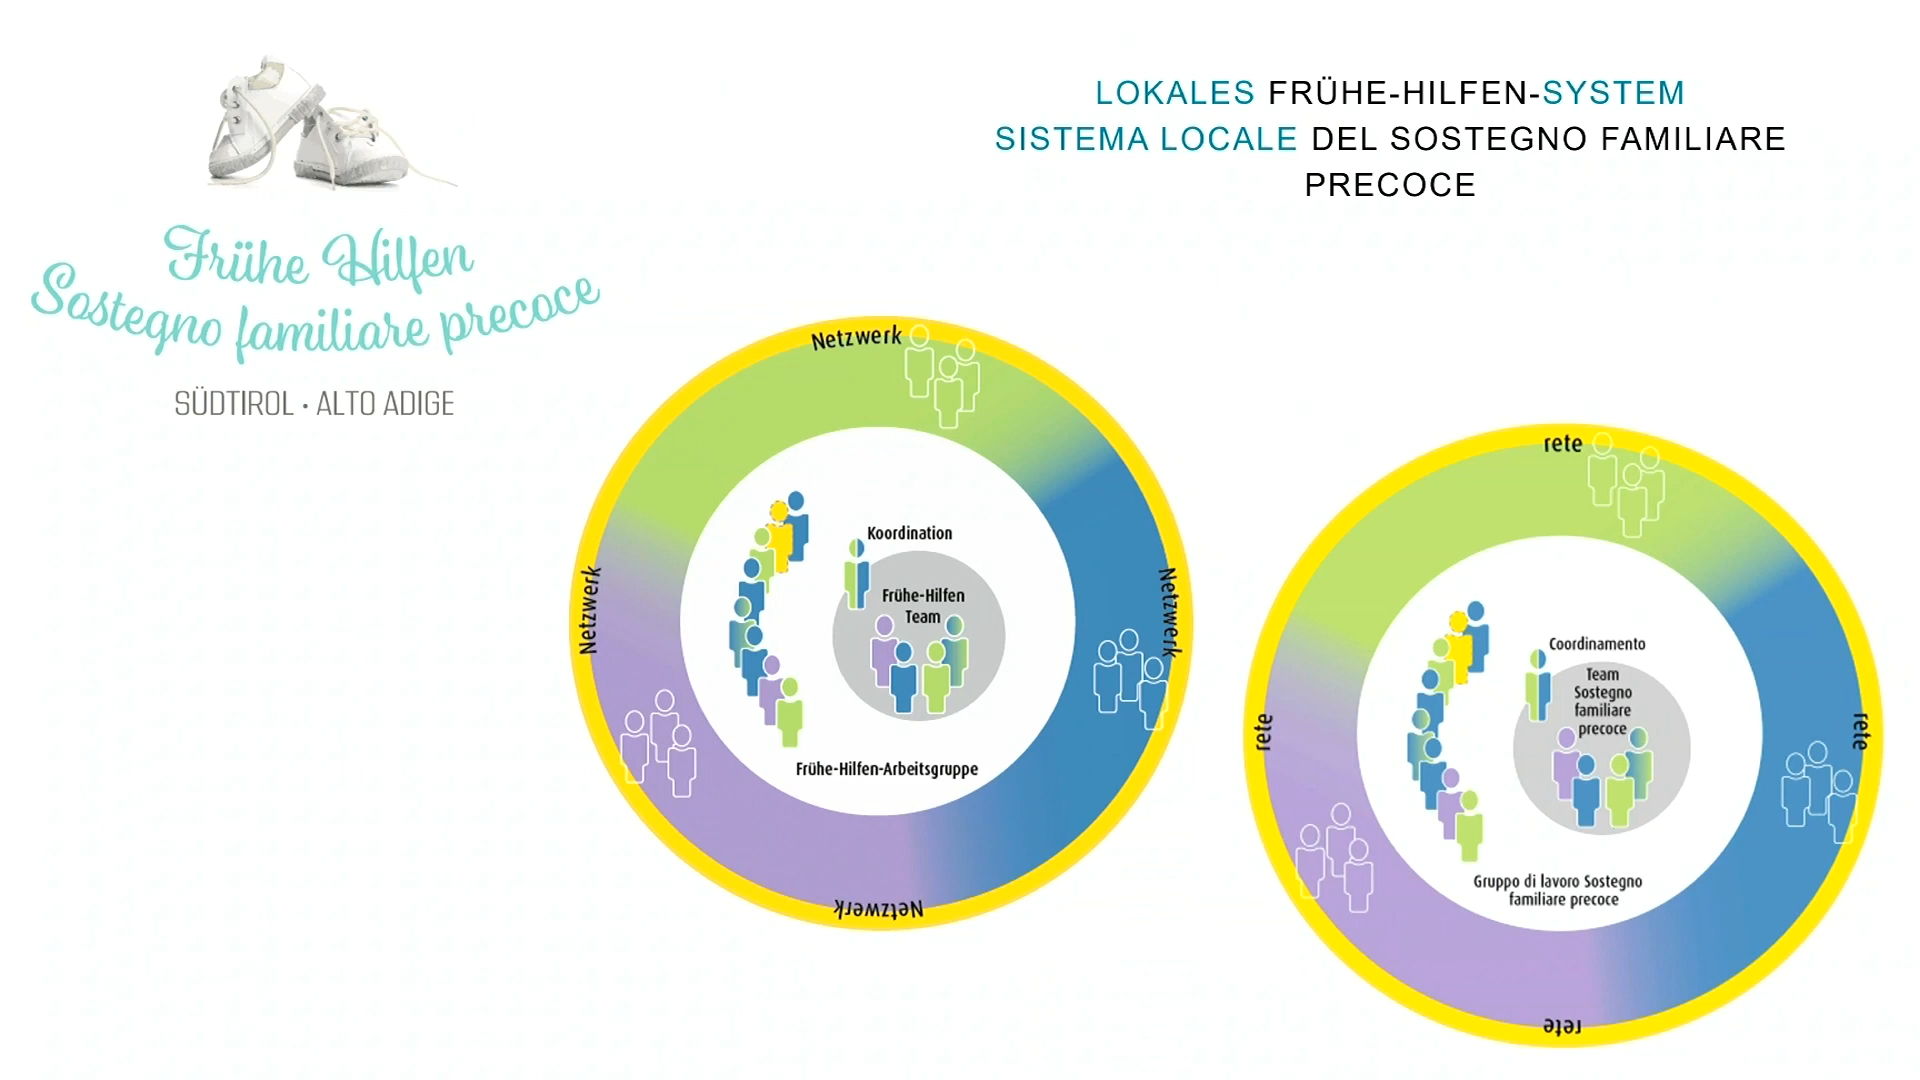 Frühe Hilfen
Sostegno familiare precoce
SÜDTIROL • ALTO ADIGE
LOKALES FRÜHE-HILFEN-SYSTEM
SISTEMA LOCALE DEL SOSTEGNO FAMILIARE
PRECOCE
Netzwerk
Netzwerk
Netzwerk
Netzwerk
Koordination
Frühe-Hilfen
Team
Frühe-Hilfen-Arbeitsgruppe
rete
rete
rete
rete
Coordinamento
Team
Sostegno
familiare
precoce
Gruppo di lavoro Sostegno
familiare precoce